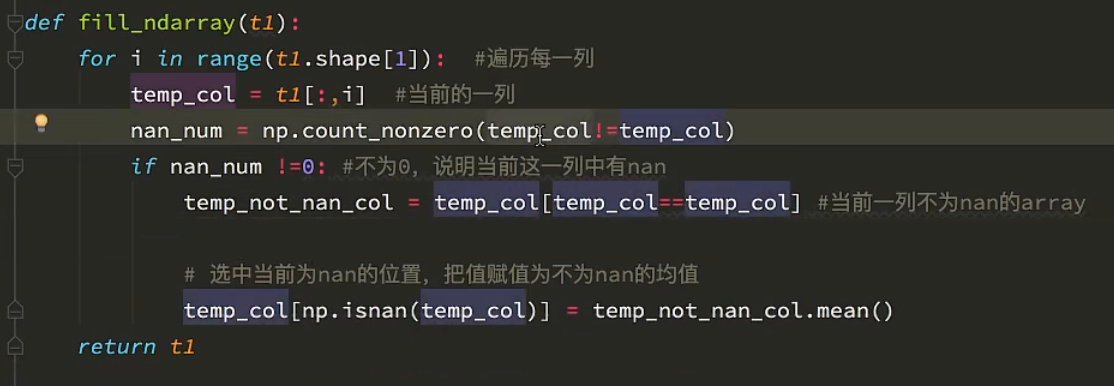 def fill_ndarray(t1):
    for i in range(t1.shape[1]):  #遍历每一列
        temp_col = t1[:,i]  #当前的一列
        nan_num = np.count_nonzero(temp_col!=temp_col)
        if nan_num !=0: #不为0，说明当前这一列中有nan
            temp_not_nan_col = temp_col[temp_col==temp_col] #当前一列不为nan的array
            # 选中当前为nan的位置，把值赋值为不为nan的均值
            temp_col[np.isnan(temp_col)] = temp_not_nan_col.mean()
    return t1